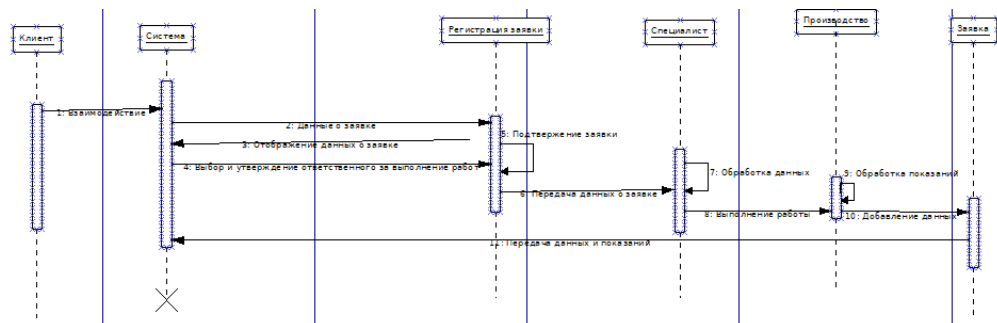 Клиент
Система
Регистрация заявки
Специалист
Производство
Заявка
1: Взаимодействие
2: Данные о заявке
3: Отображение данных о заявке
4: Выбор и утверждение ответственного за выполнение работ
5: Подтвержение заявки
6: Передача данных о заявке
7: Обработка данных
8: Выполнение работы
9: Обработка показаний
10: Добавление данных
11: Передача данных и показаний